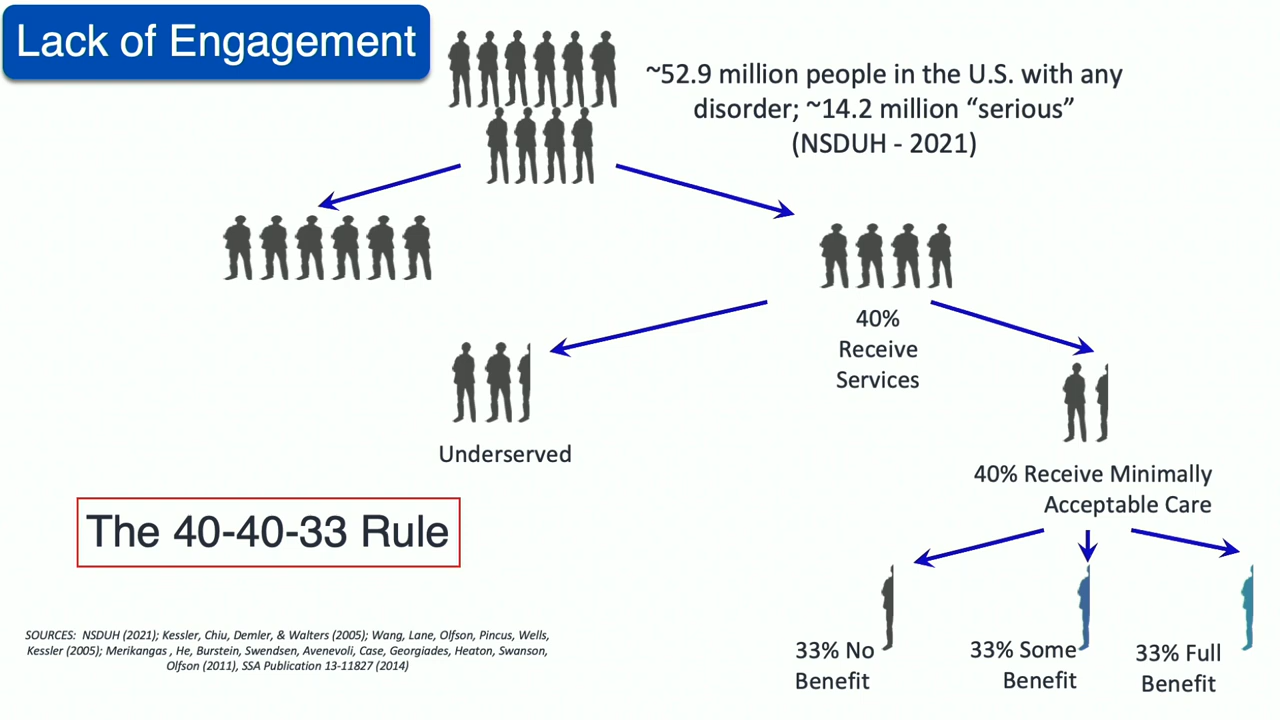 Lack of Engagement
~52.9 million people in the U.S. with any
disorder; ~14.2 million “serious”
(NSDUH - 2021)
40%
Receive
Services
Underserved
40% Receive Minimally
Acceptable Care
The 40-40-33 Rule
33% No
Benefit
33% Some
Benefit
33% Full
Benefit
SOURCES:  NSDUH (2021); Kessler, Chiu, Demler, & Walters (2005); Wang, Lane, Olfson, Pincus, Wells,
Kessler (2005); Merikangas , He, Burstein, Swendsen, Avenevoli, Case, Georgiades, Heaton, Swanson,
Olfson (2011), SSA Publication 13-11827 (2014)